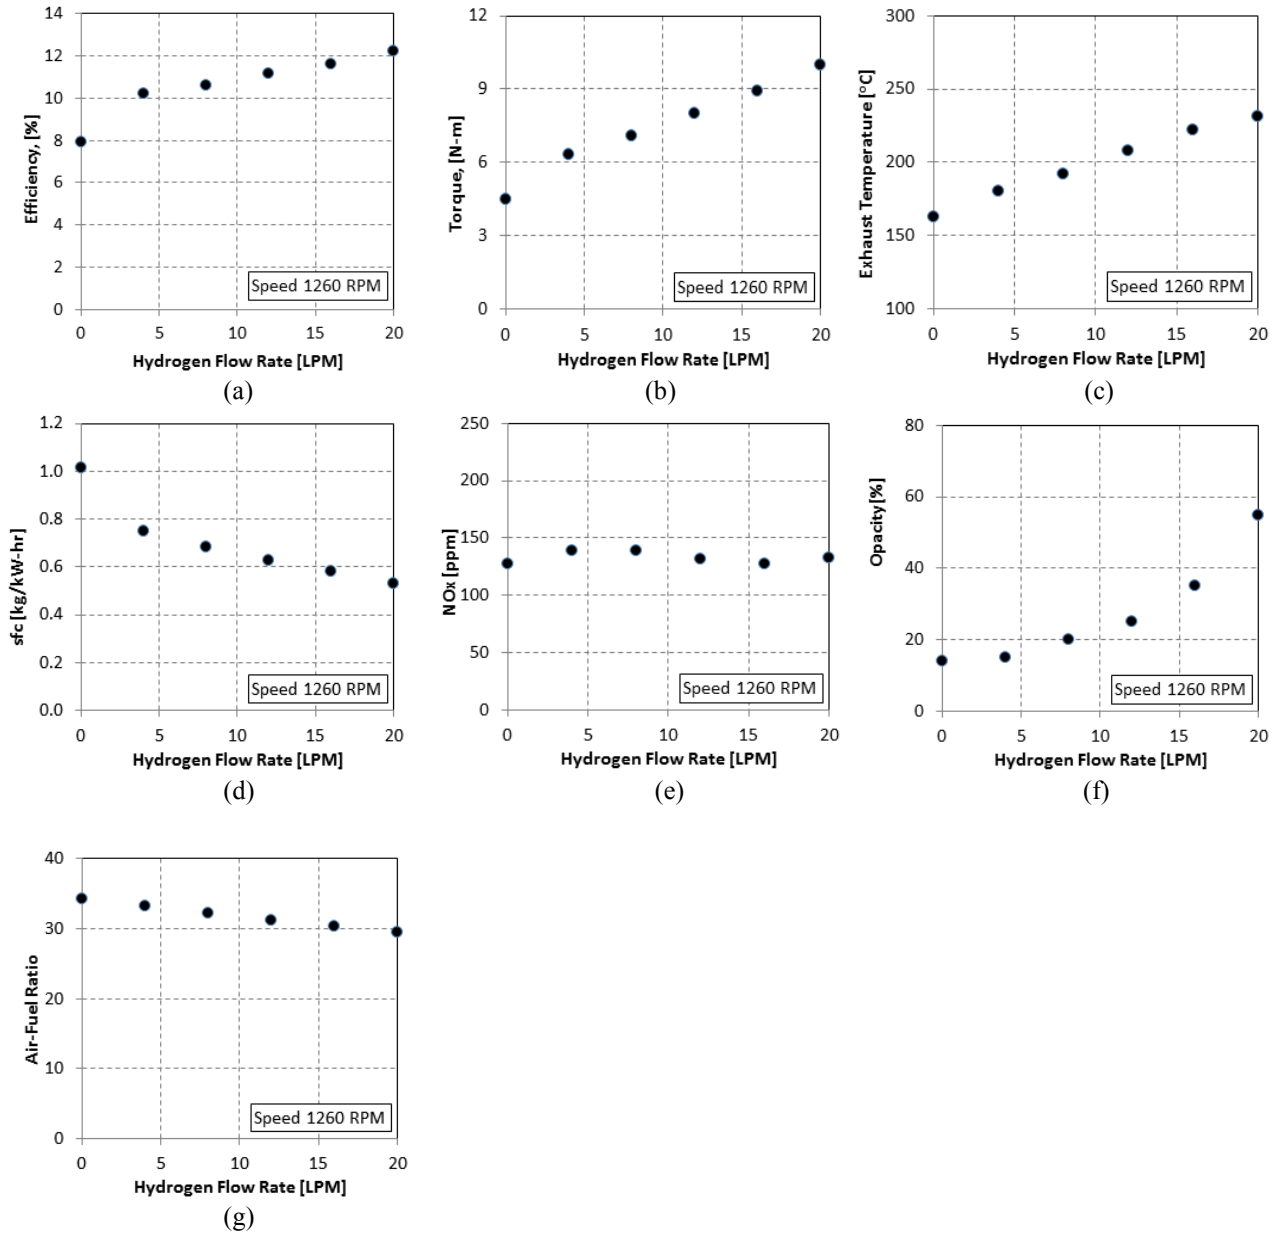 14
12
10
8
6
4
2
0
Efficiency, [%]
Speed 1260 RPM
0 5 10 15 20
Hydrogen Flow Rate [LPM]
(a)
12
9
6
3
0
Torque, [N-m]
Speed 1260 RPM
0 5 10 15 20
Hydrogen Flow Rate [LPM]
(b)
300
250
200
150
100
Exhaust Temperature [°C]
Speed 1260 RPM
0 5 10 15 20
Hydrogen Flow Rate [LPM]
(c)
1.2
1.0
0.8
0.6
0.4
0.2
0.0
sfc [kg/kW-hr]
Speed 1260 RPM
0 5 10 15 20
Hydrogen Flow Rate [LPM]
(d)
250
200
150
100
50
0
NOx [ppm]
Speed 1260 RPM
0 5 10 15 20
Hydrogen Flow Rate [LPM]
(e)
80
60
40
20
0
Opacity[%]
Speed 1260 RPM
0 5 10 15 20
Hydrogen Flow Rate [LPM]
(f)
40
30
20
10
0
Air-Fuel Ratio
Speed 1260 RPM
0 5 10 15 20
Hydrogen Flow Rate [LPM]
(g)